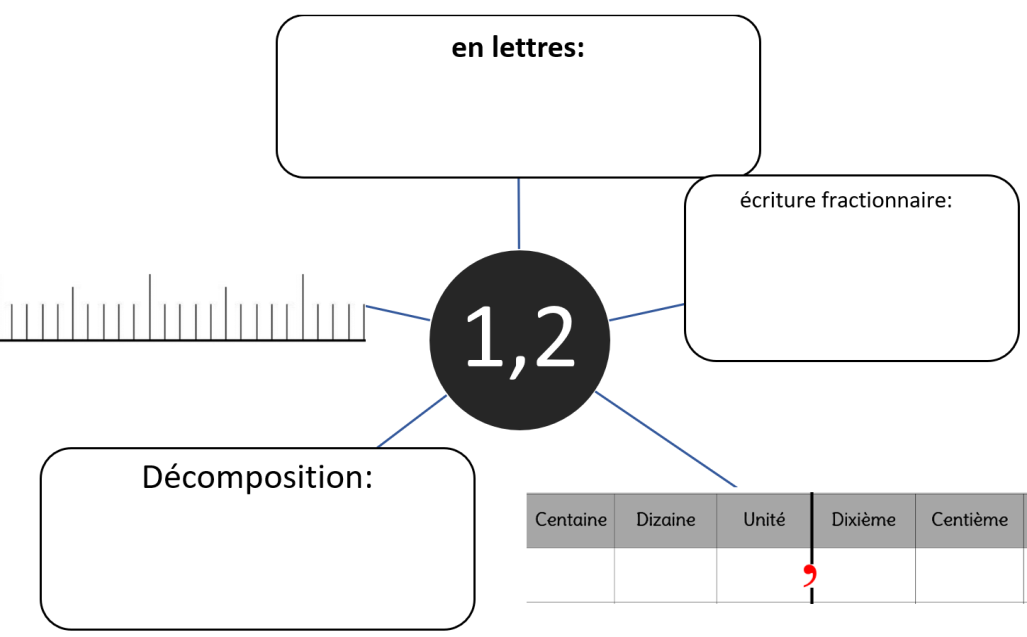 en lettres:
écriture fractionnaire:
1,2
Décomposition:
Centaine Dizaine Unité Dixième Centième
,